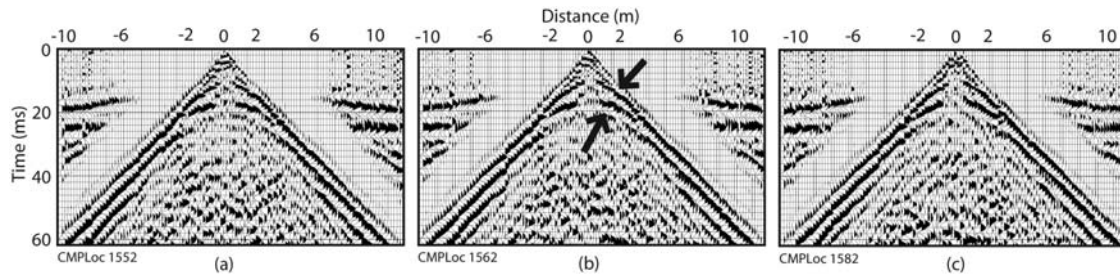 Distance (m)
-10 -6 -2 0 2 6 10 -10 -6 -2 0 2 6 10 -10 -6 -2 0 2 6 10
0
20
40
60
Time (ms)
CMPLoc 1552 (a) CMPLoc 1562 (b) CMPLoc 1582 (c)